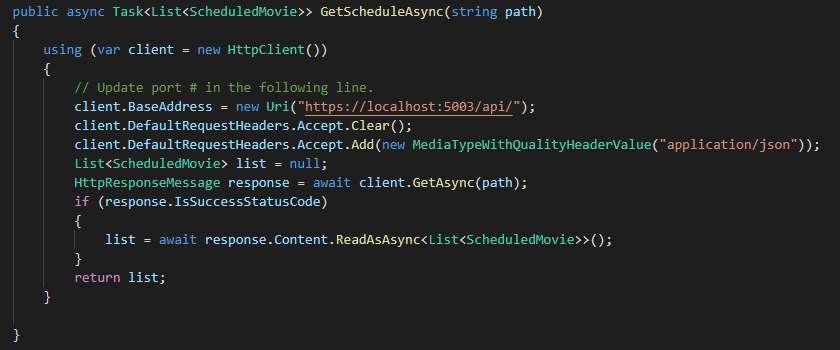 public async Task<List<ScheduledMovie>> GetScheduleAsync(string path)
{
    using (var client = new HttpClient())
    {
        // Update port # in the following line.
        client.BaseAddress = new Uri("https://localhost:5003/api/");
        client.DefaultRequestHeaders.Accept.Clear();
        client.DefaultRequestHeaders.Accept.Add(new MediaTypeWithQualityHeaderValue("application/json"));
        List<ScheduledMovie> list = null;
        HttpResponseMessage response = await client.GetAsync(path);
        if (response.IsSuccessStatusCode)
        {
            list = await response.Content.ReadAsAsync<List<ScheduledMovie>>();
        }
        return list;
    }

}